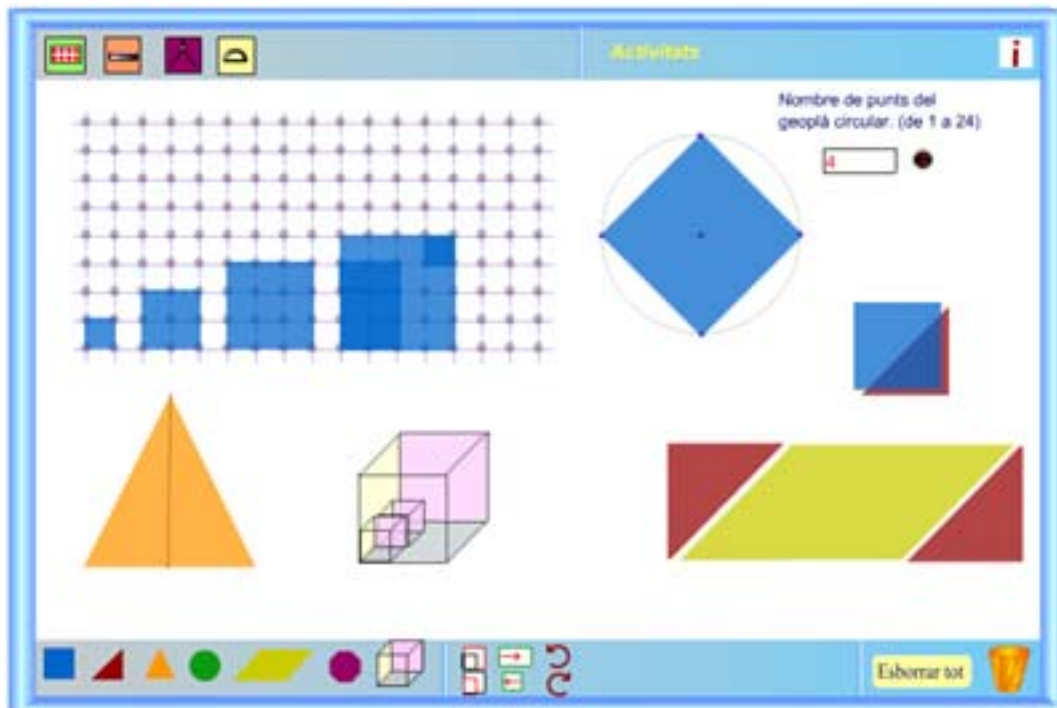 Activitats
i
Nombre de punts del
geoplà circular. (de 1 a 24)
4
Esborrar tot